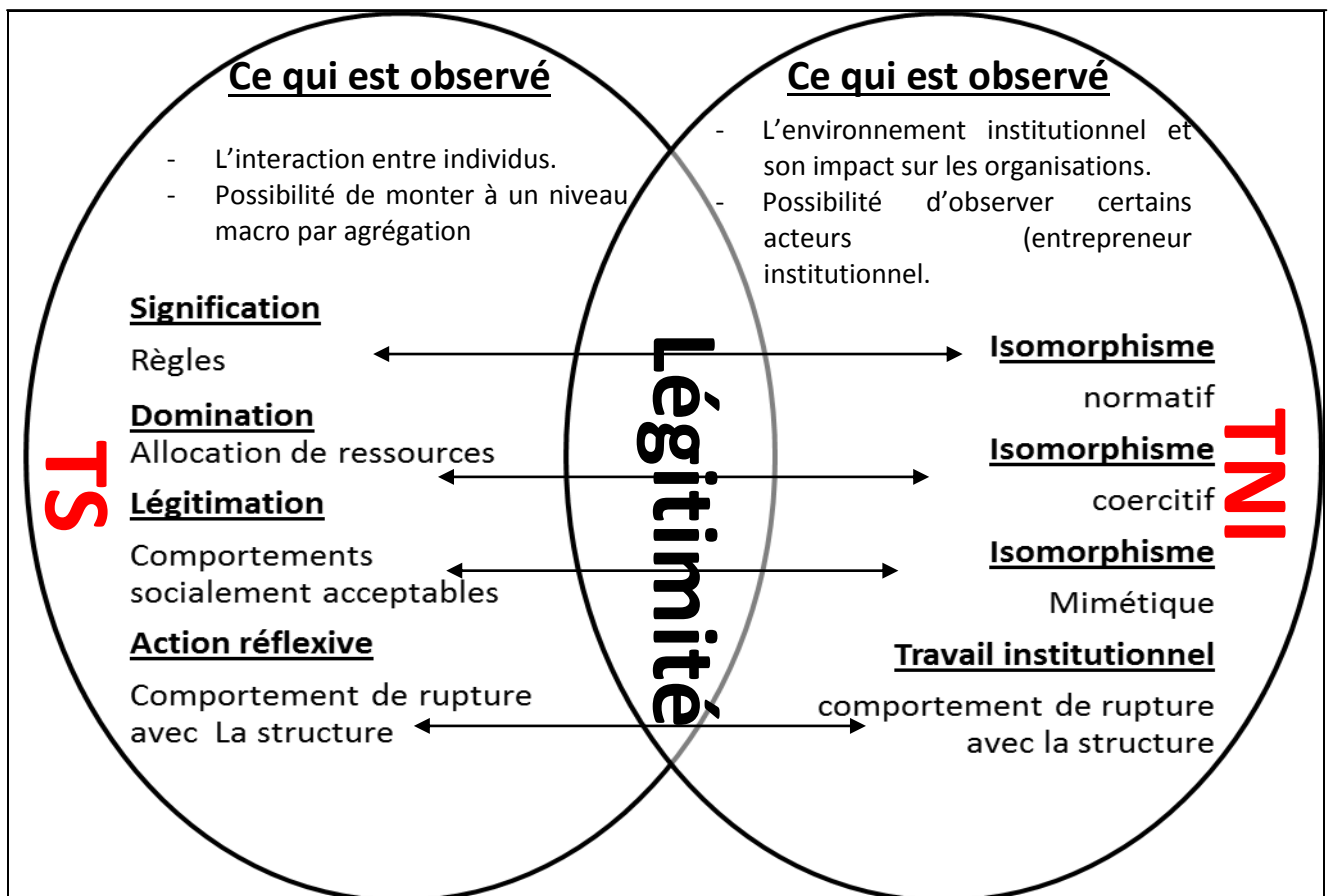 Ce qui est observé
- L’interaction entre individus.
- Possibilité de monter à un niveau
macro par agrégation
Signification
Règles
Domination
Allocation de ressources
Légitimation
Comportements
socialement acceptables
Action réflexive
Comportement de rupture
avec La structure
TS
Légitimité
Ce qui est observé
- L’environnement institutionnel et
son impact sur les organisations.
- Possibilité d’observer certains
acteurs (entrepreneur
institutionnel.
Isomorphisme
normatif
Isomorphisme
coercitif
Isomorphisme
Mimétique
Travail institutionnel
comportement de rupture
avec la structure
TNI